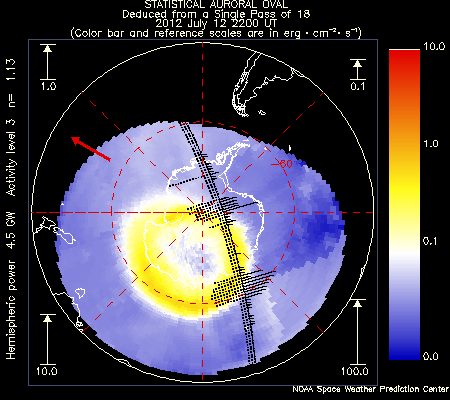 STATISTICAL AURORAL OVAL
Deduced from a Single Pass of 18
2012 July 12 2200 UT
(Color bar and reference scales are in erg·cm⁻²·s⁻¹)
1.0
0.1
10.0
1.0
0.1
0.0
-60
10.0
100.0
Hemispheric power 4.5 GW Activity level 3 n= 1.13
NOAA Space Weather Prediction Center